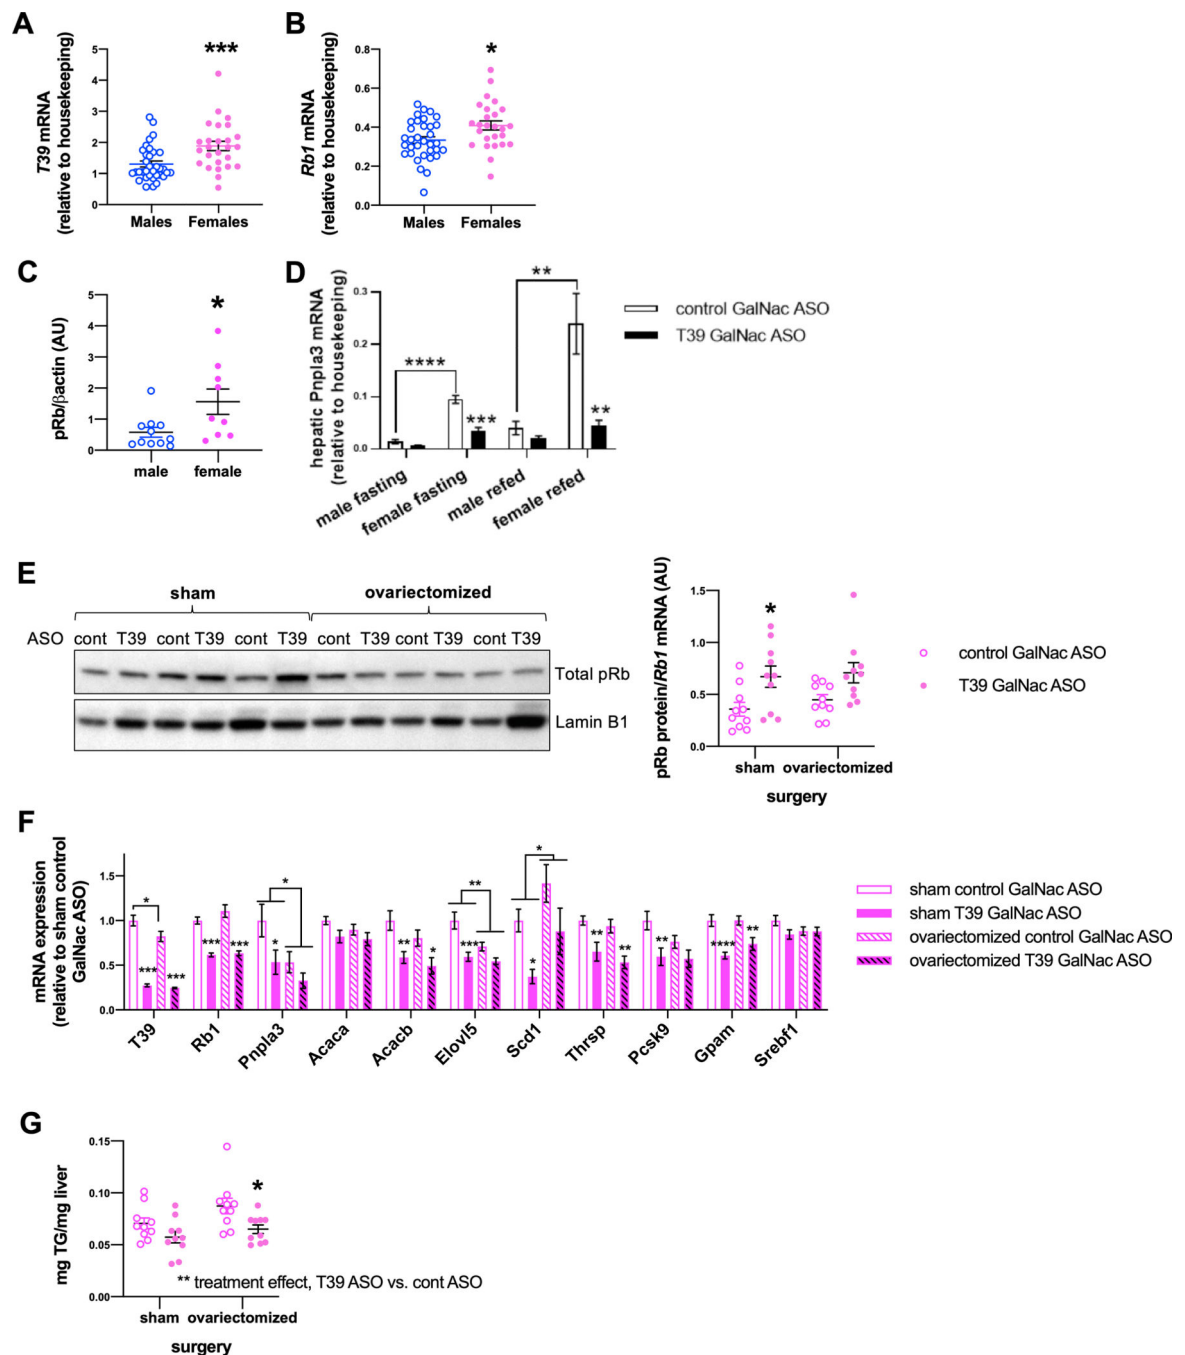 A
T39 mRNA
(relative to housekeeping)
5
4
3
2
1
0
***
Males
Females
B
Rb1 mRNA
(relative to housekeeping)
0.8
0.6
0.4
0.2
0.0
*
Males
Females
C
pRb/βactin (AU)
5
4
3
2
1
0
*
male
female
D
hepatic Pnpla3 mRNA
(relative to housekeeping)
0.3
0.2
0.1
0.0
****
***
**
**
male fasting
female fasting
male refed
female refed
control GalNac ASO
T39 GalNac ASO
E
sham
ovariectomized
ASO cont T39 cont T39 cont T39 cont T39 cont T39 cont T39
Total pRb
Lamin B1
pRb protein/Rb1 mRNA (AU)
1.5
1.0
0.5
0.0
*
sham
ovariectomized
surgery
control GalNac ASO
T39 GalNac ASO
F
mRNA expression
(relative to sham control
GalNac ASO)
1.5
1.0
0.5
0.0
*
***
***
***
***
*
*
**
*
**
***
*
*
**
**
**
****
**
T39
Rb1
Pnpla3
Acaca
Acacb
Elovl5
Scd1
Thrsp
Pcsk9
Gpam
Srebf1
sham control GalNac ASO
sham T39 GalNac ASO
ovariectomized control GalNac ASO
ovariectomized T39 GalNac ASO
G
mg TG/mg liver
0.15
0.10
0.05
0.00
*
** treatment effect, T39 ASO vs. cont ASO
sham
ovariectomized
surgery